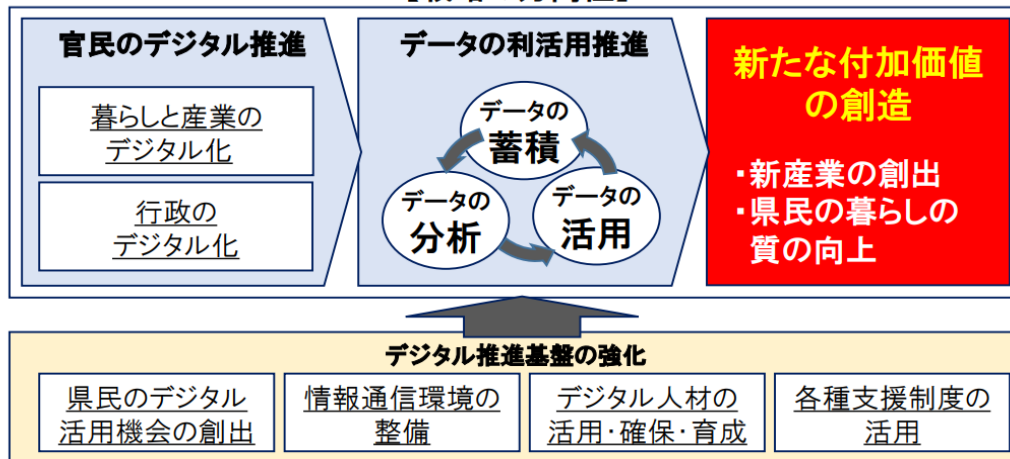 官民のデジタル推進
暮らしと産業の
デジタル化
行政の
デジタル化
データの利活用推進
データの
蓄積
データの
分析
データの
活用
新たな付加価値
の創造
・新産業の創出
・県民の暮らしの
質の向上
デジタル推進基盤の強化
県民のデジタル
活用機会の創出
情報通信環境の
整備
デジタル人材の
活用・確保・育成
各種支援制度の
活用